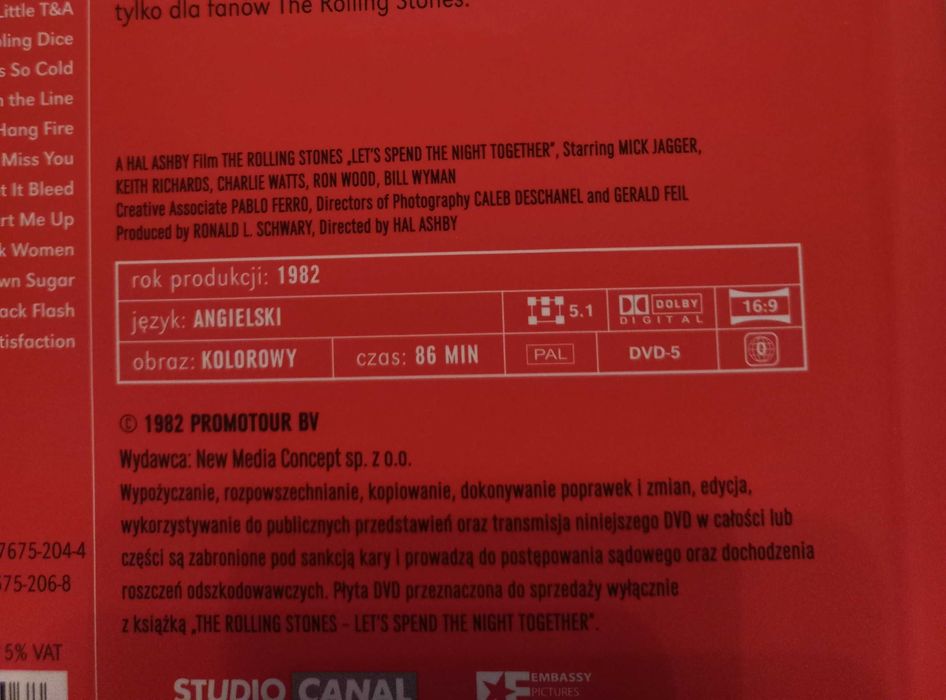 Little T&A
ling Dice
s So Cold
the Line
Hang Fire
Miss You
t It Bleed
rt Me Up
k Women
wn Sugar
ack Flash
tisfaction
7675-204-4
675-206-8
5% VAT
tylko dla fanów The Rolling Stones.
A HAL ASHBY Film THE ROLLING STONES „LET'S SPEND THE NIGHT TOGETHER”, Starring MICK JAGGER,
KEITH RICHARDS, CHARLIE WATTS, RON WOOD, BILL WYMAN
Creative Associate PABLO FERRO, Directors of Photography CALEB DESCHANEL and GERALD FEIL
Produced by RONALD L. SCHWARY, Directed by HAL ASHBY
rok produkcji: 1982
język: ANGIELSKI 5.1 DOLBY DIGITAL 16:9
obraz: KOLOROWY czas: 86 MIN PAL DVD-5 0
© 1982 PROMOTOUR BV
Wydawca: New Media Concept sp. z o.o.
Wypożyczanie, rozpowszechnianie, kopiowanie, dokonywanie poprawek i zmian, edycja,
wykorzystywanie do publicznych przedstawień oraz transmisja niniejszego DVD w całości lub
części są zabronione pod sankcją kary i prowadzą do postępowania sądowego oraz dochodzenia
roszczeń odszkodowawczych. Płyta DVD przeznaczona do sprzedaży wyłącznie
z książką „THE ROLLING STONES – LET'S SPEND THE NIGHT TOGETHER”.
STUDIO CANAL
EMBASSY
PICTURES